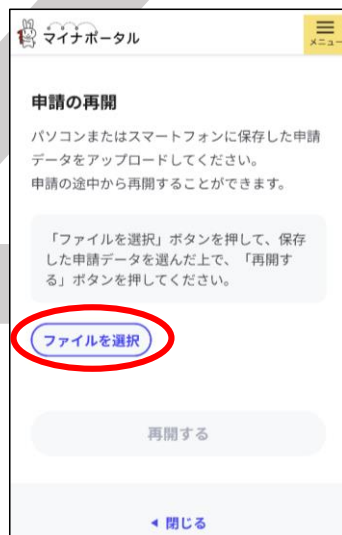 マイナポータル
メニュー
申請の再開
パソコンまたはスマートフォンに保存した申請
データをアップロードしてください。
申請の途中から再開することができます。
「ファイルを選択」ボタンを押して、保存
した申請データを選んだ上で、「再開す
る」ボタンを押してください。
ファイルを選択
再開する
◀ 閉じる